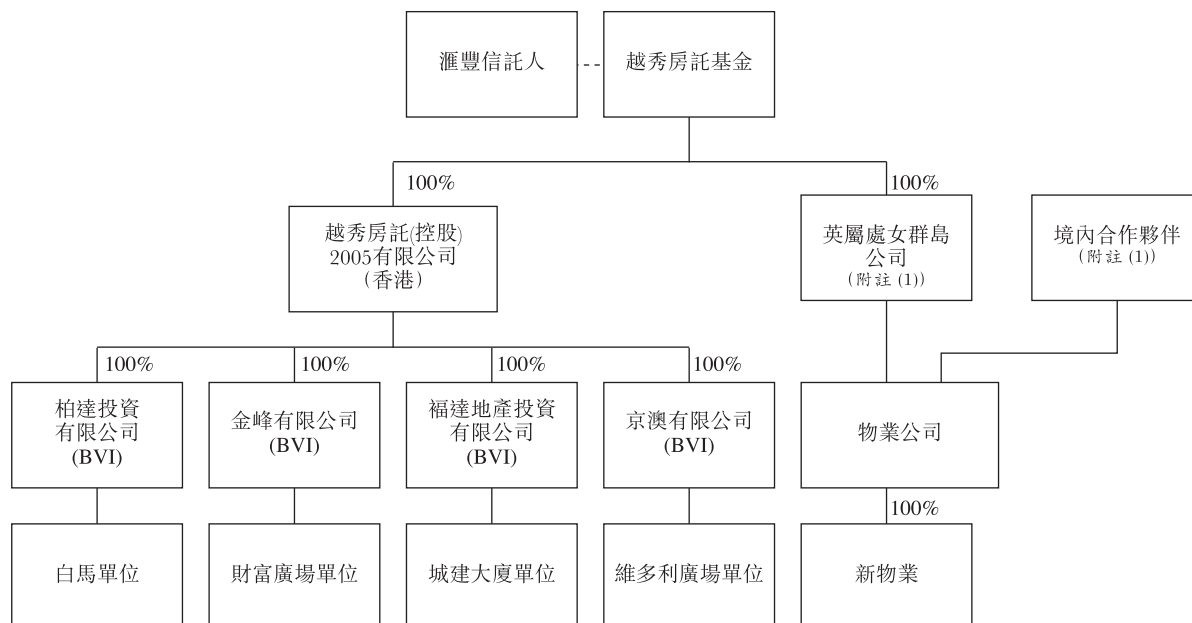 滙豐信託人
越秀房託基金
100%
100%
越秀房託(控股)
2005有限公司
(香港)
英屬處女群島
公司
(附註 (1))
境內合作夥伴
(附註 (1))
100%
100%
100%
100%
柏達投資
有限公司
(BVI)
金峰有限公司
(BVI)
福達地產投資
有限公司
(BVI)
京澳有限公司
(BVI)
物業公司
100%
白馬單位
財富廣場單位
城建大廈單位
維多利廣場單位
新物業